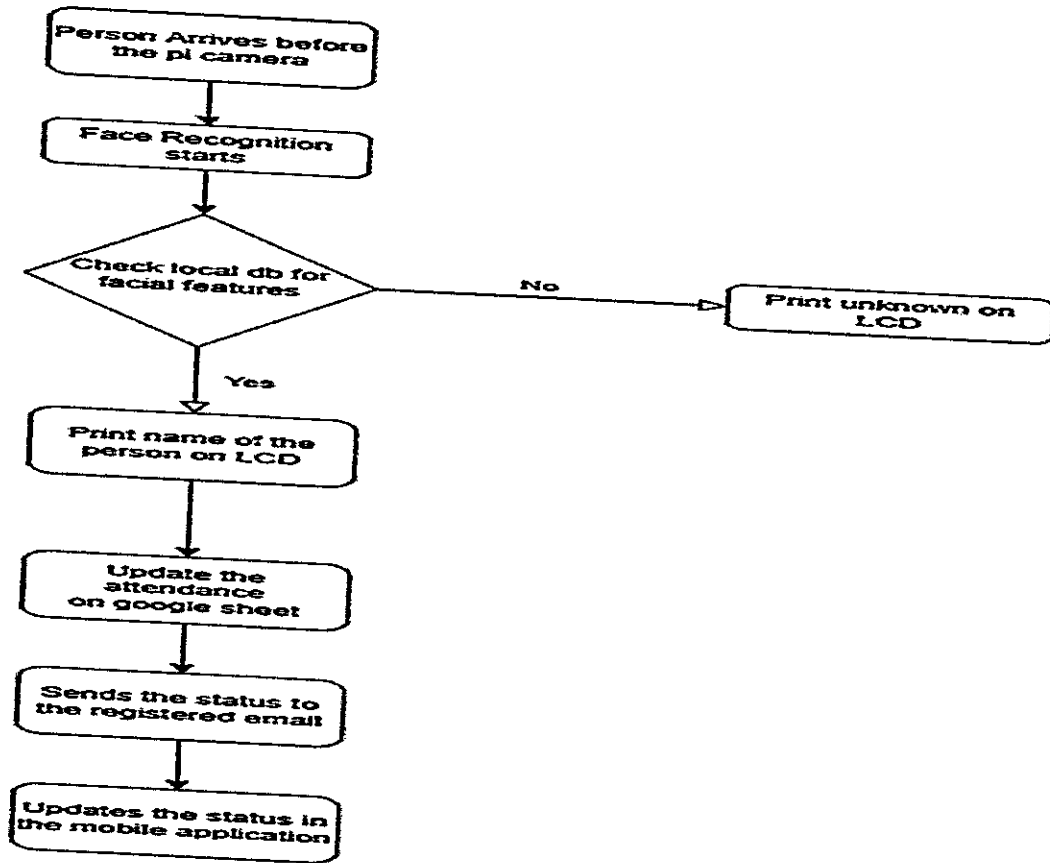 Person Arrives before
the pi camera
Face Recognition
starts
Check local db for
facial features
No
Print unknown on
LCD
Yes
Print name of the
person on LCD
Update the
attendance
on google sheet
Sends the status to
the registered email
Updates the status in
the mobile application